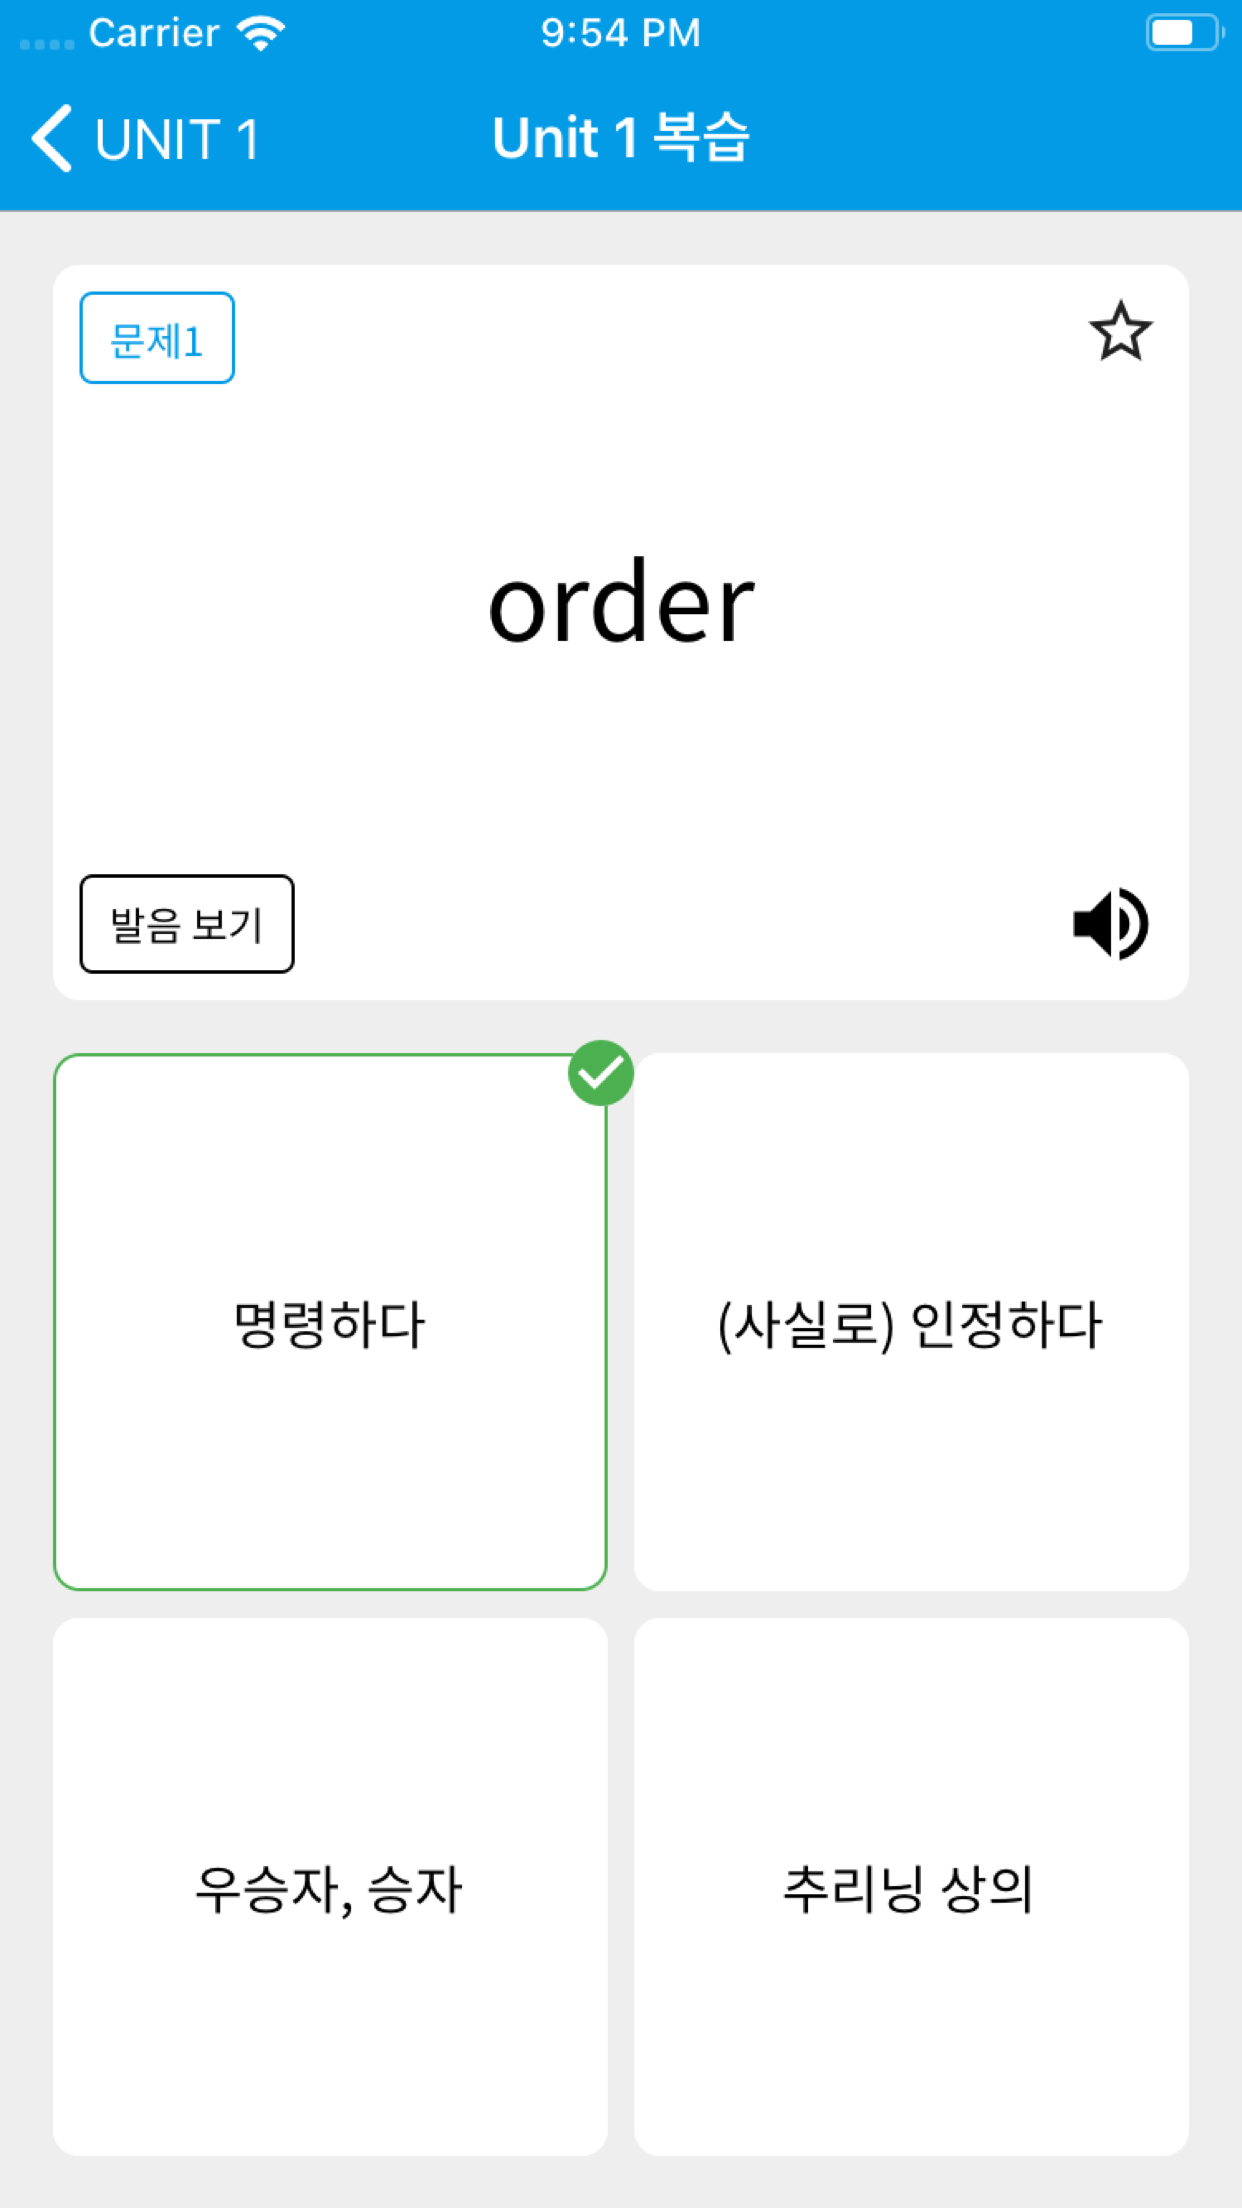 Carrier 9:54 PM
UNIT 1 Unit 1 복습
문제1
order
발음 보기
명령하다 (사실로) 인정하다
우승자, 승자 추리닝 상의